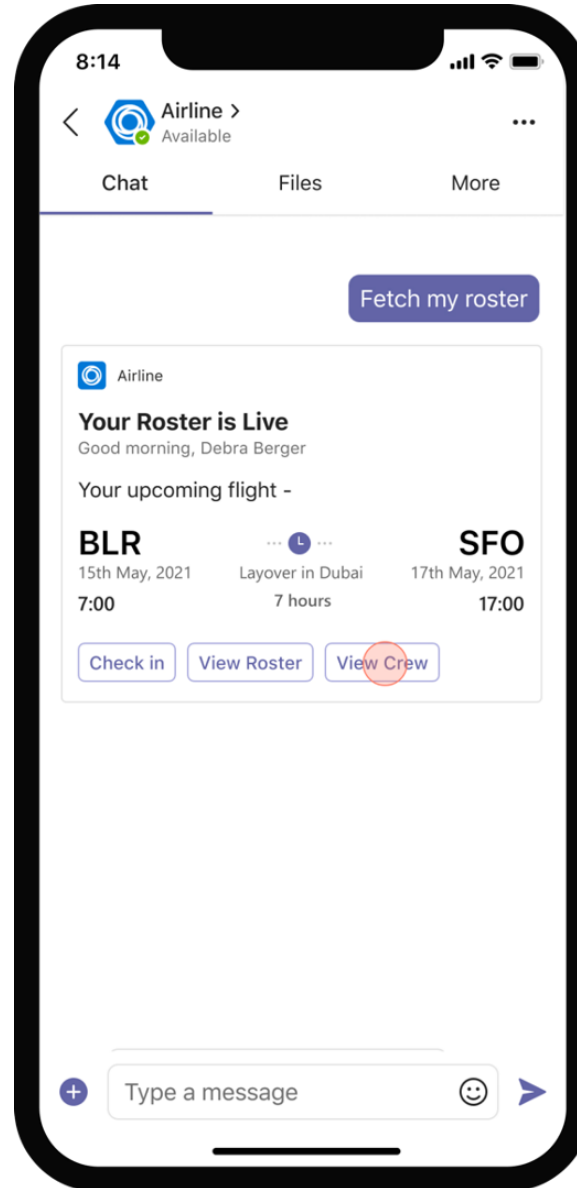 8:14
Airline >
Available
Chat Files More
Fetch my roster
Airline
Your Roster is Live
Good morning, Debra Berger
Your upcoming flight -
BLR SFO
15th May, 2021 Layover in Dubai 17th May, 2021
7:00 7 hours 17:00
Check in View Roster View Crew
Type a message